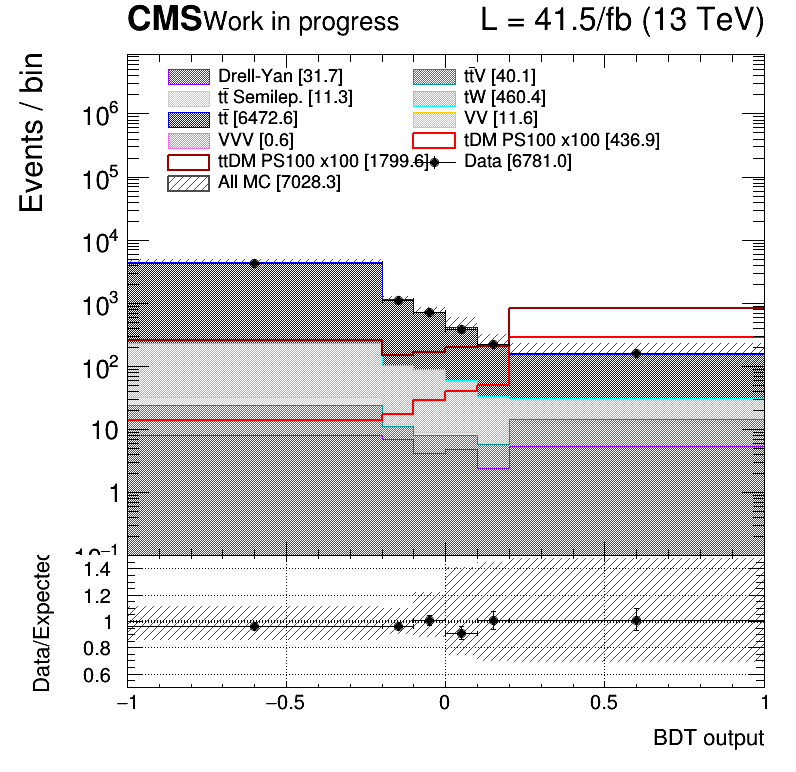 CMS Work in progress L = 41.5/fb (13 TeV)
Events / bin
Drell-Yan [31.7] tt̄V [40.1]
tt̄ Semilep. [11.3] tW [460.4]
tt̄ [6472.6] VV [11.6]
VVV [0.6] tDM PS100 x100 [436.9]
ttDM PS100 x100 [1799.6] Data [6781.0]
All MC [7028.3]
10⁶
10⁵
10⁴
10³
10²
10
1
10⁻¹
Data/Expected
1.4
1.2
1
0.8
0.6
−1 −0.5 0 0.5 1
BDT output